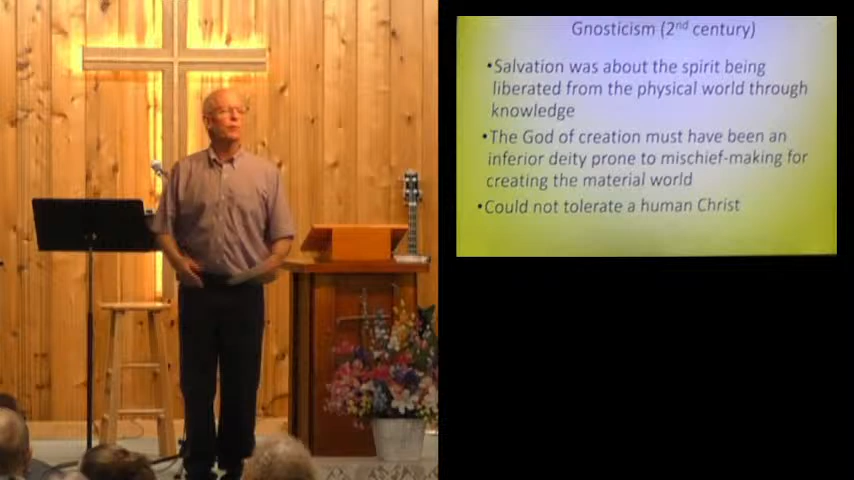 Gnosticism (2nd century)
•Salvation was about the spirit being
liberated from the physical world through
knowledge
•The God of creation must have been an
inferior deity prone to mischief-making for
creating the material world
•Could not tolerate a human Christ